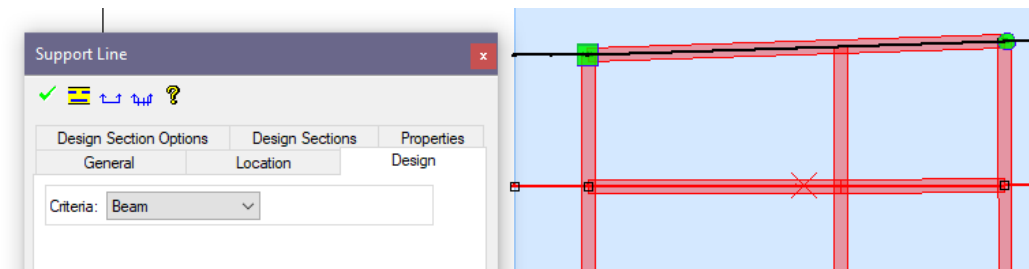 Support Line
x
?
Design Section Options Design Sections Properties
General Location Design
Criteria: Beam